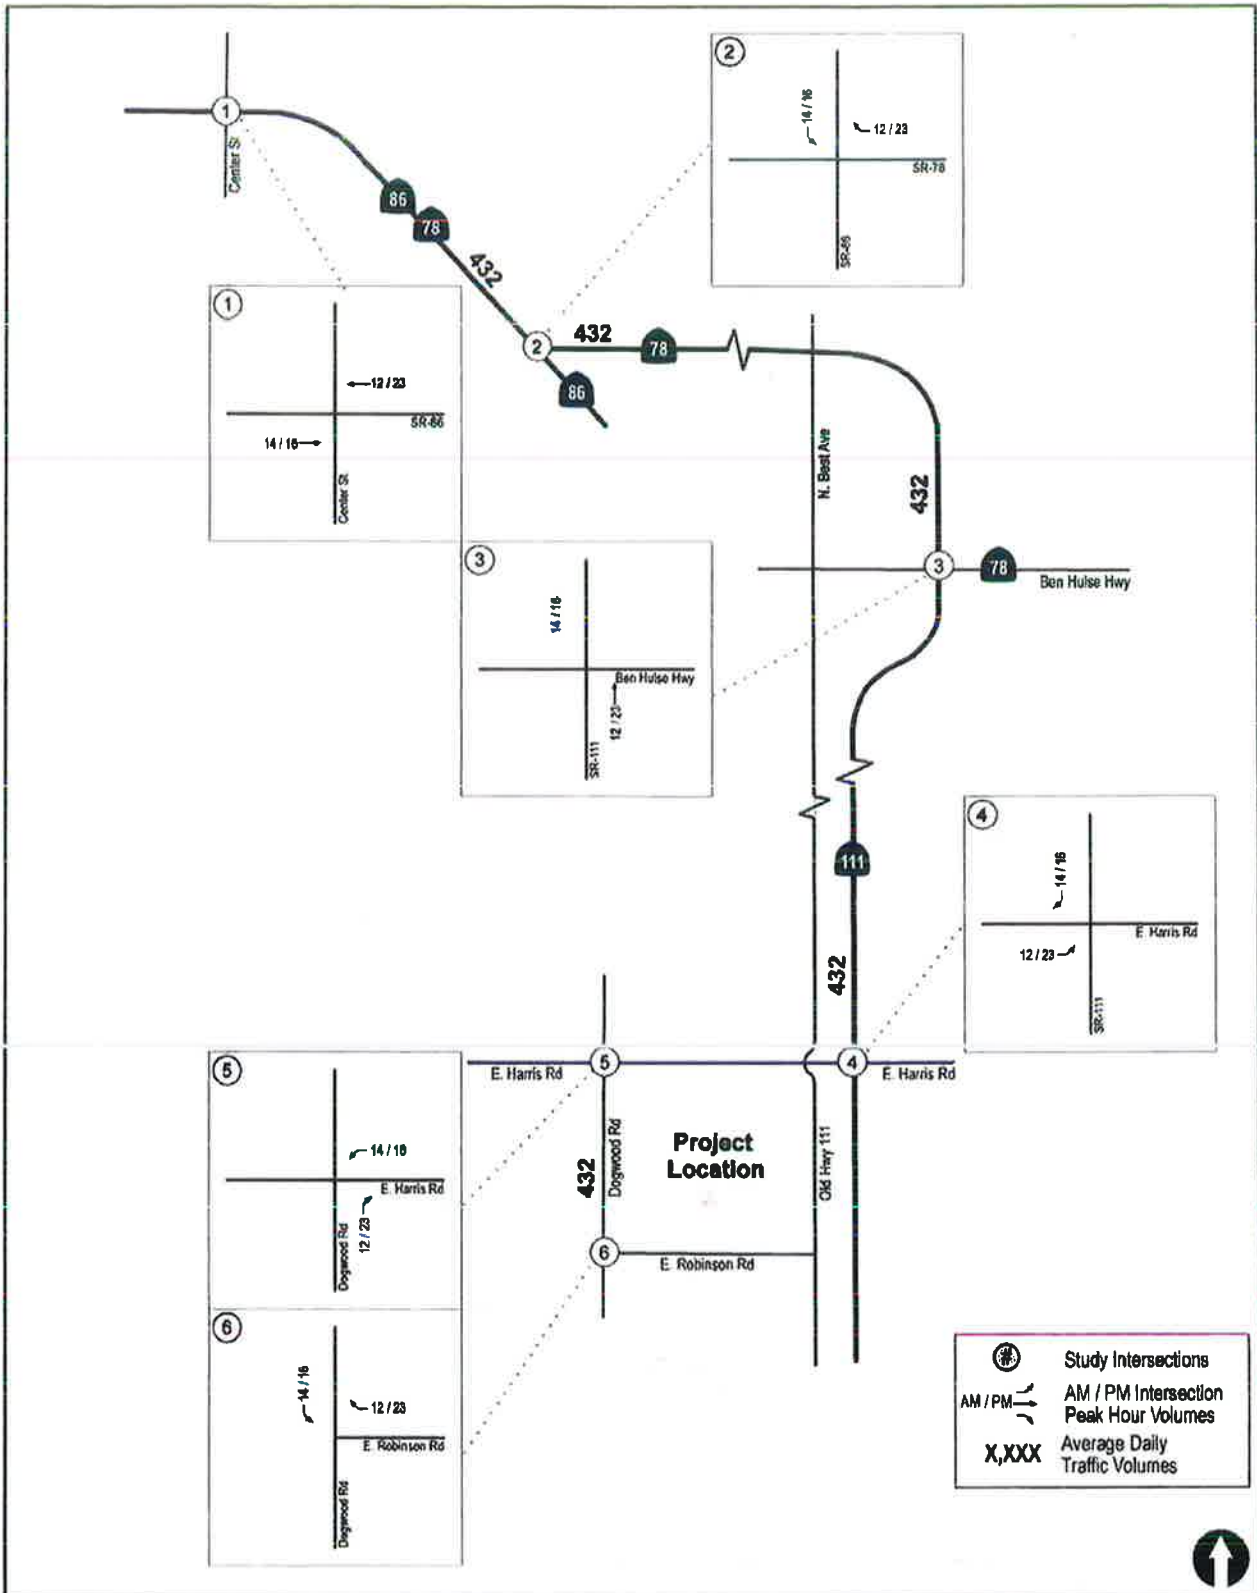 1
Center St
86
78
432
2
432
78
86
2
14 / 16
12 / 23
SR-78
SR-86
1
12 / 23
SR-86
14 / 16
Center St
N. Best Ave
432
3
78
Ben Hulse Hwy
3
14 / 16
Ben Hulse Hwy
12 / 23
SR-111
111
432
4
14 / 16
E. Harris Rd
12 / 23
SR-111
E. Harris Rd
5
4
E. Harris Rd
432
Dogwood Rd
Project
Location
Old Hwy 111
6
E. Robinson Rd
5
14 / 16
E. Harris Rd
12 / 23
Dogwood Rd
6
14 / 16
12 / 23
E. Robinson Rd
Dogwood Rd
# Study Intersections
AM / PM AM / PM Intersection
Peak Hour Volumes
X,XXX Average Daily
Traffic Volumes